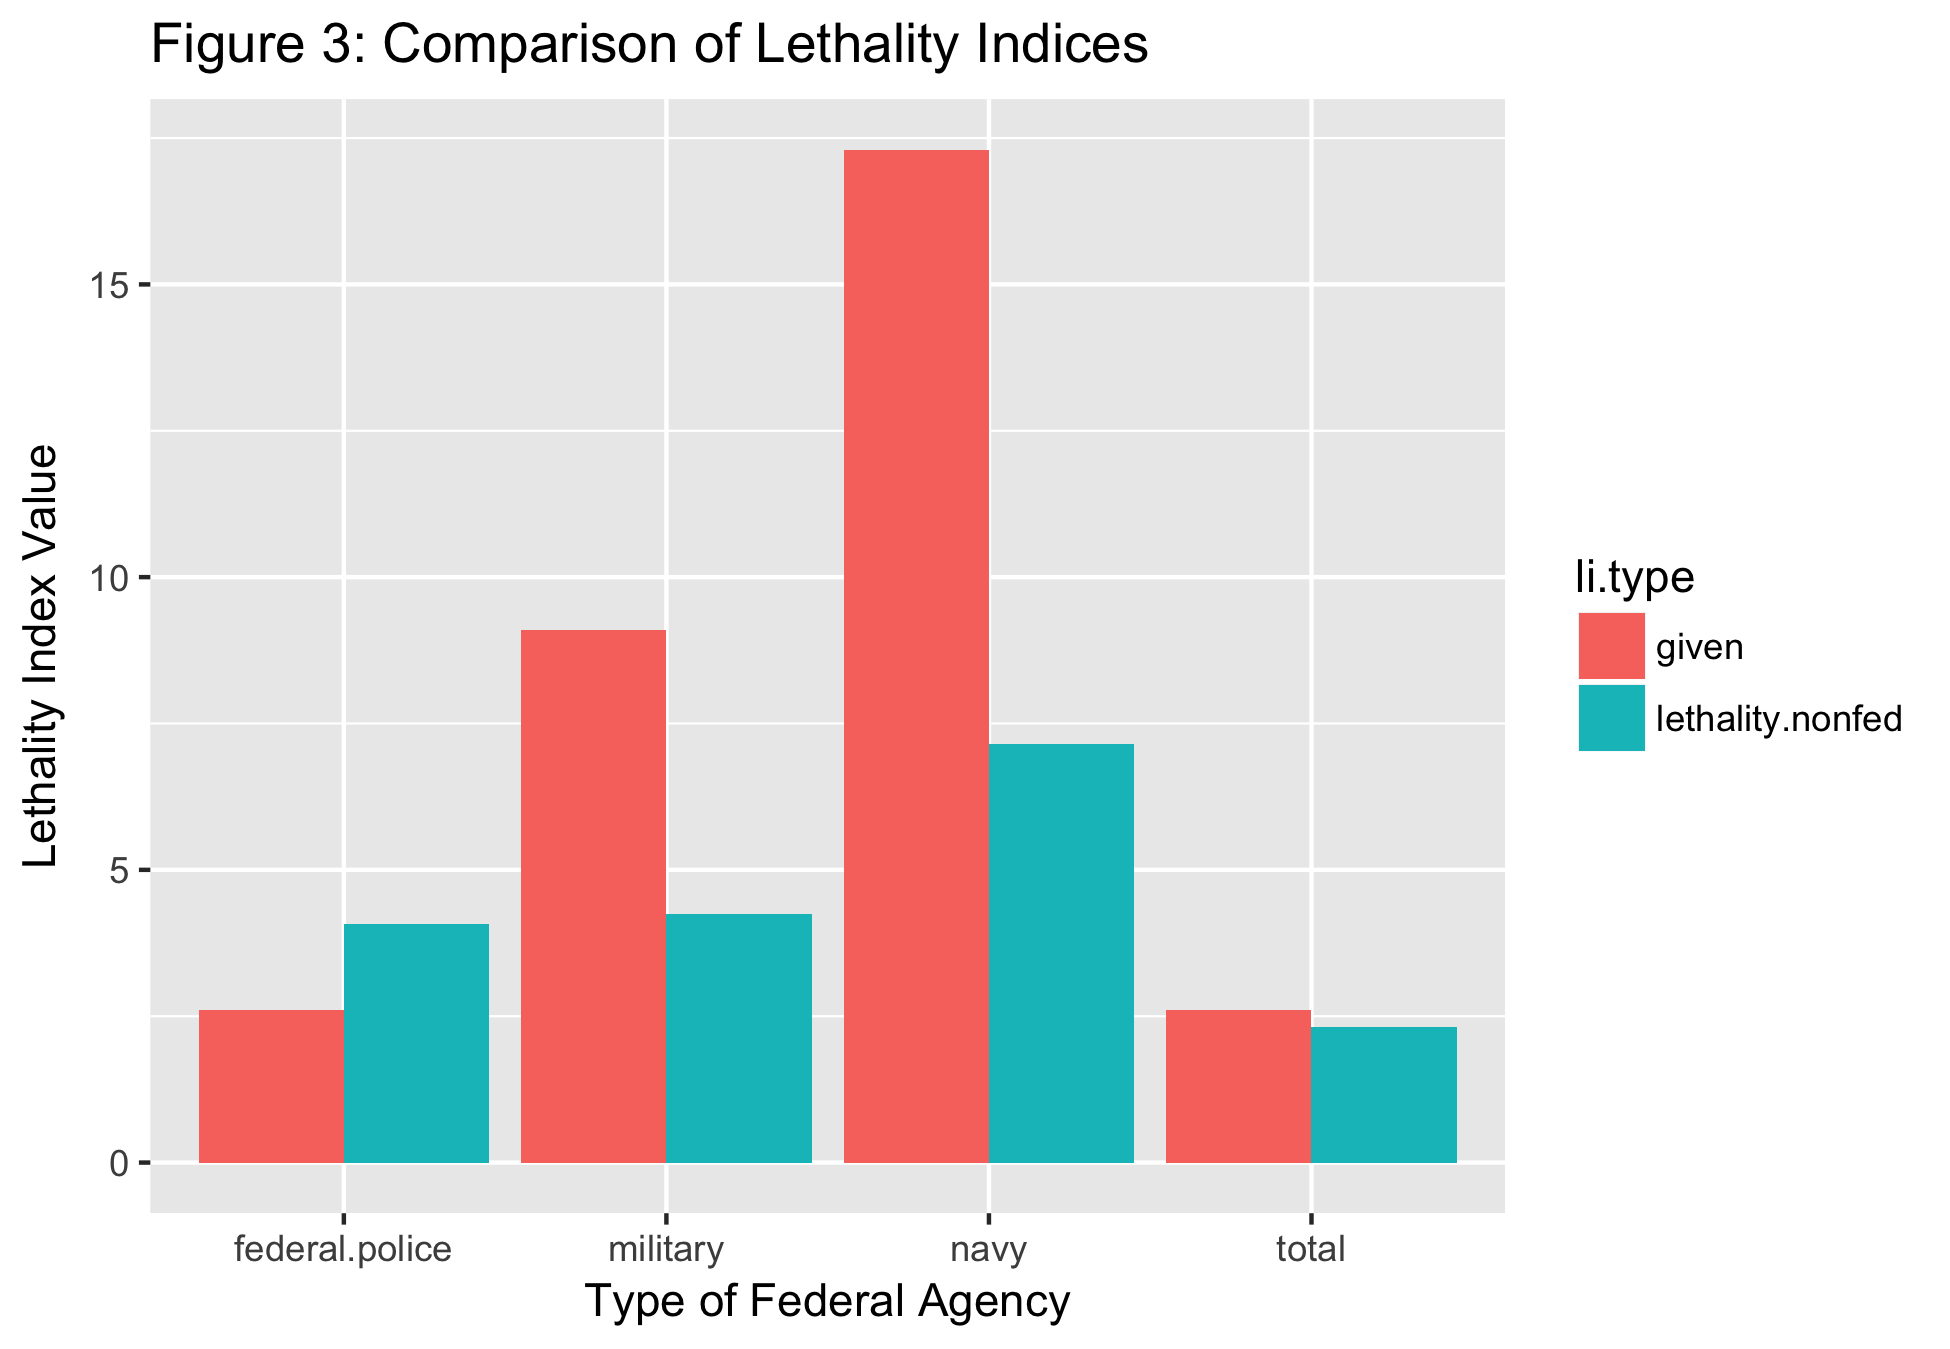 Figure 3: Comparison of Lethality Indices
Lethality Index Value
15
10
5
0
federal.police
military
navy
total
Type of Federal Agency
li.type
given
lethality.nonfed